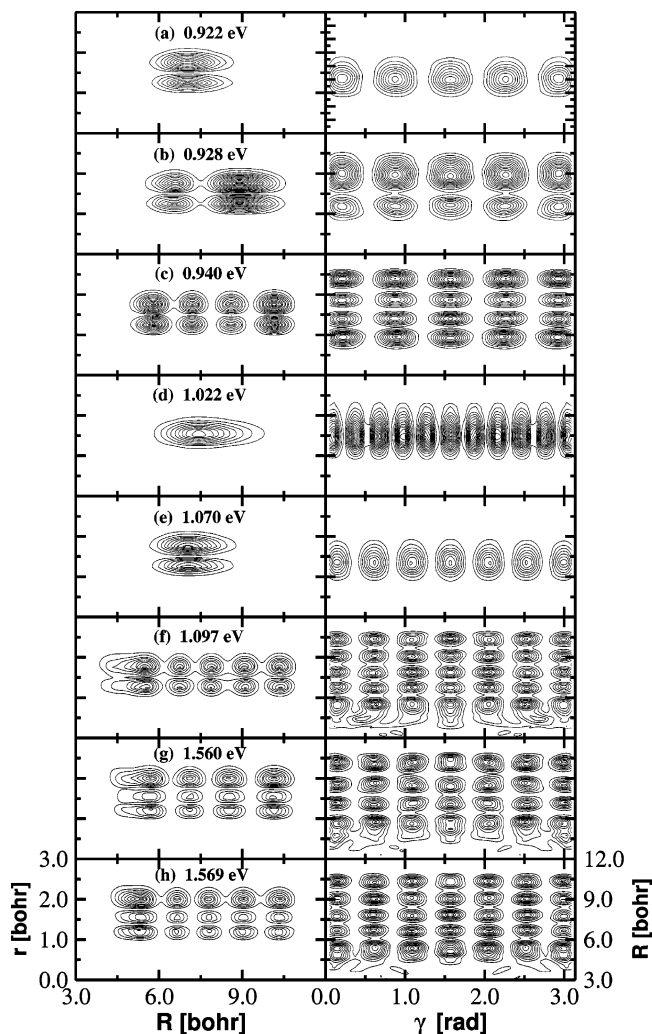 (a) 0.922 eV
(b) 0.928 eV
(c) 0.940 eV
(d) 1.022 eV
(e) 1.070 eV
(f) 1.097 eV
(g) 1.560 eV
(h) 1.569 eV
3.0
2.0
1.0
0.0
r [bohr]
12.0
9.0
6.0
3.0
R [bohr]
3.0 6.0 9.0 0.0 1.0 2.0 3.0
R [bohr] γ [rad]